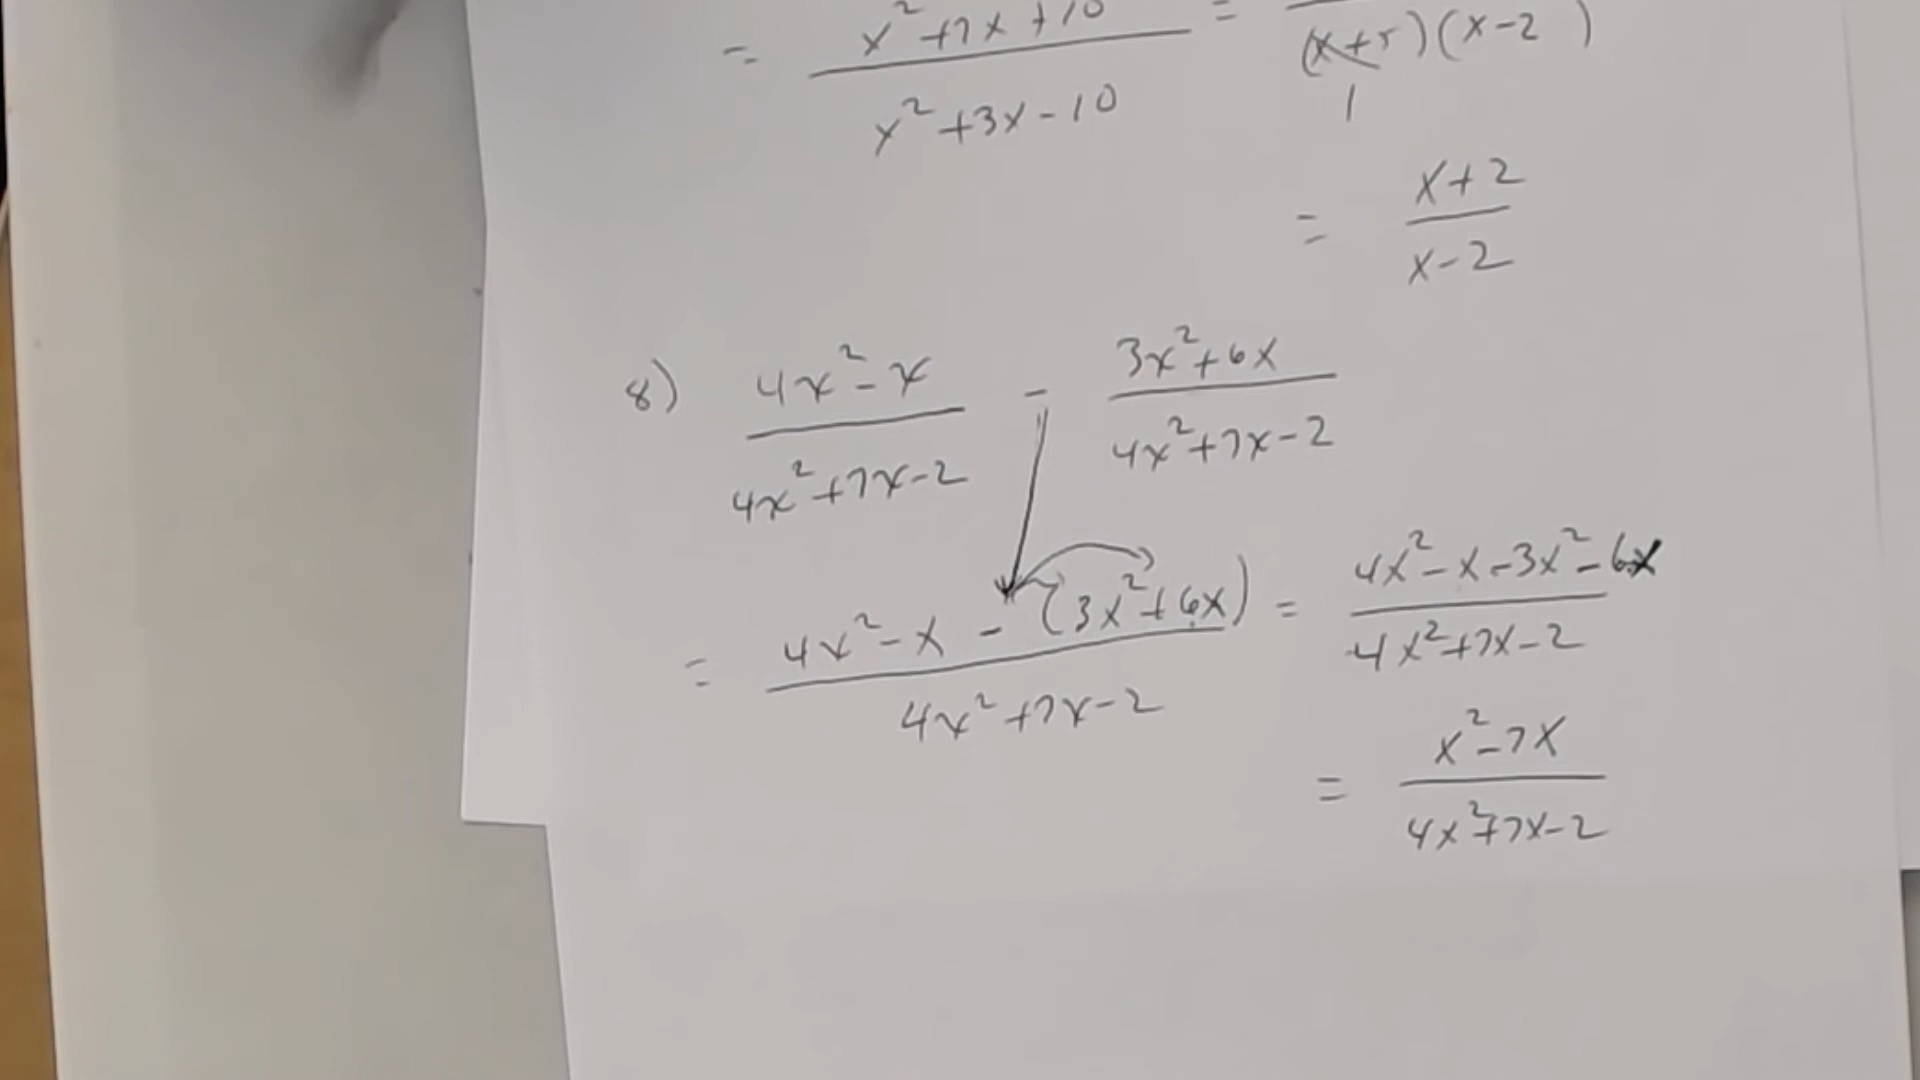 = x²+7x+10 / x²+3x-10 = / (x+5)(x-2)
1
= x+2 / x-2
8) 4x²-x / 4x²+7x-2 - 3x²+6x / 4x²+7x-2
= 4x²-x-(3x²+6x) / 4x²+7x-2 = 4x²-x-3x²-6x / 4x²+7x-2
= x²-7x / 4x²+7x-2